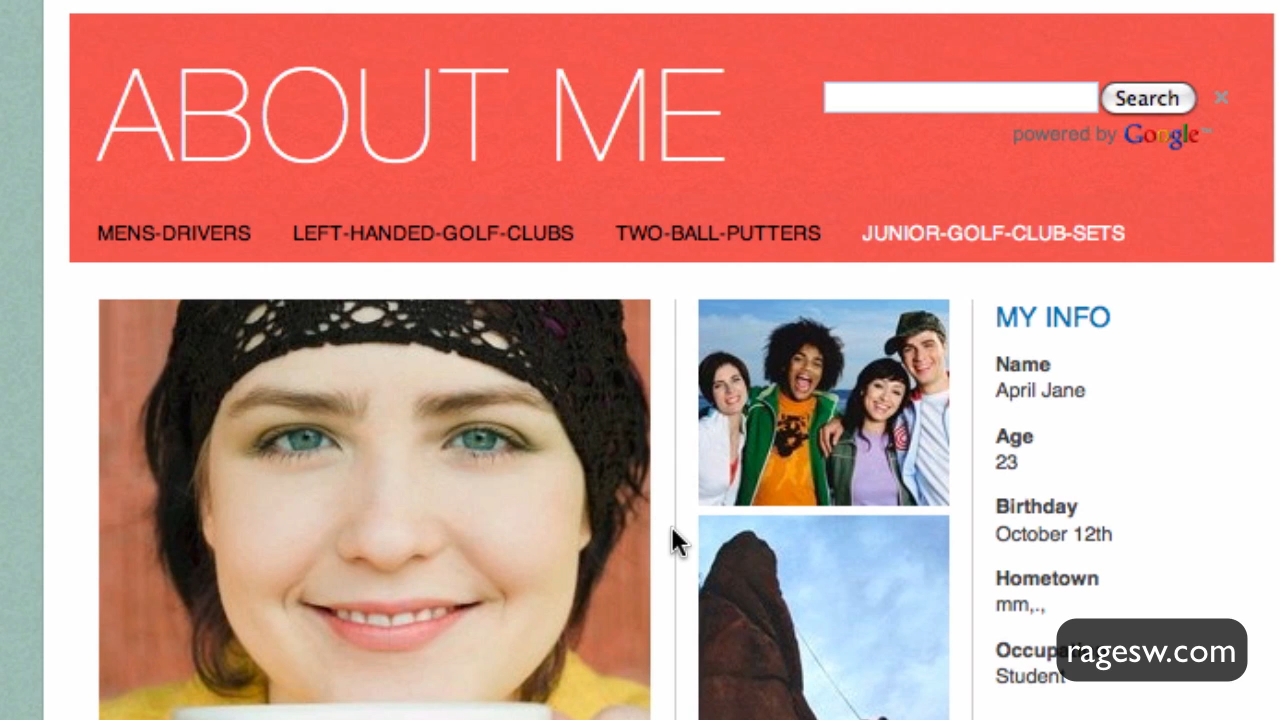 ABOUT ME
Search
powered by Google™
MENS-DRIVERS LEFT-HANDED-GOLF-CLUBS TWO-BALL-PUTTERS JUNIOR-GOLF-CLUB-SETS
MY INFO
Name
April Jane
Age
23
Birthday
October 12th
Hometown
mm,.,
Student
ragesw.com